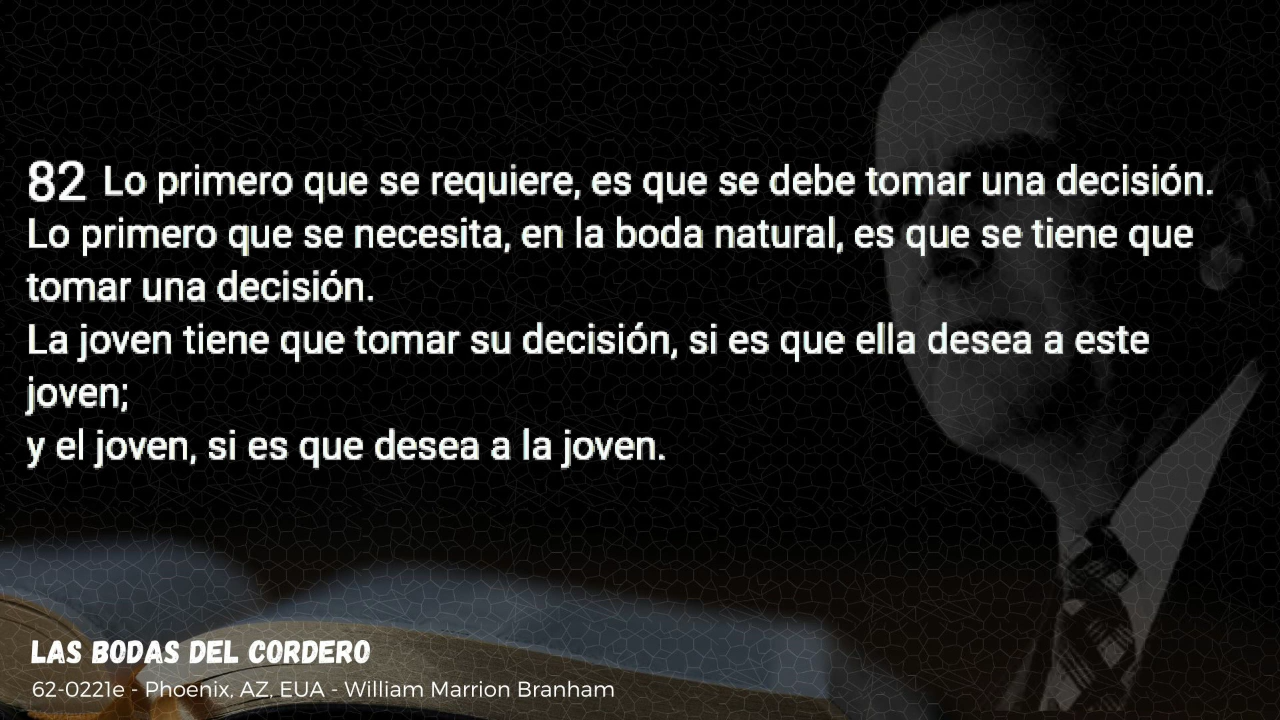 82 Lo primero que se requiere, es que se debe tomar una decisión.
Lo primero que se necesita, en la boda natural, es que se tiene que
tomar una decisión.
La joven tiene que tomar su decisión, si es que ella desea a este
joven;
y el joven, si es que desea a la joven.
LAS BODAS DEL CORDERO
62-0221e - Phoenix, AZ, EUA - William Marrion Branham